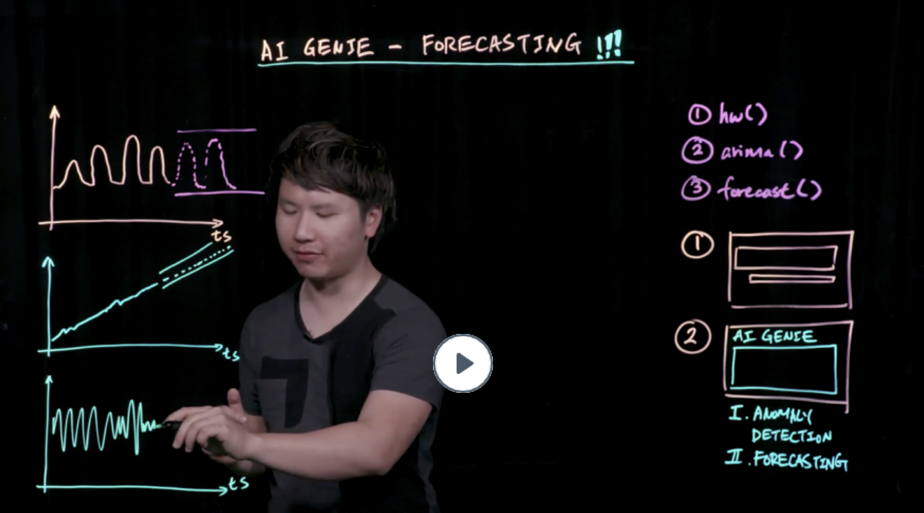 AI GENIE - FORECASTING !!!
ts
ts
ts
① hw()
② arima()
③ forecast()
①
②
AI GENIE
I. ANOMALY
DETECTION
II. FORECASTING